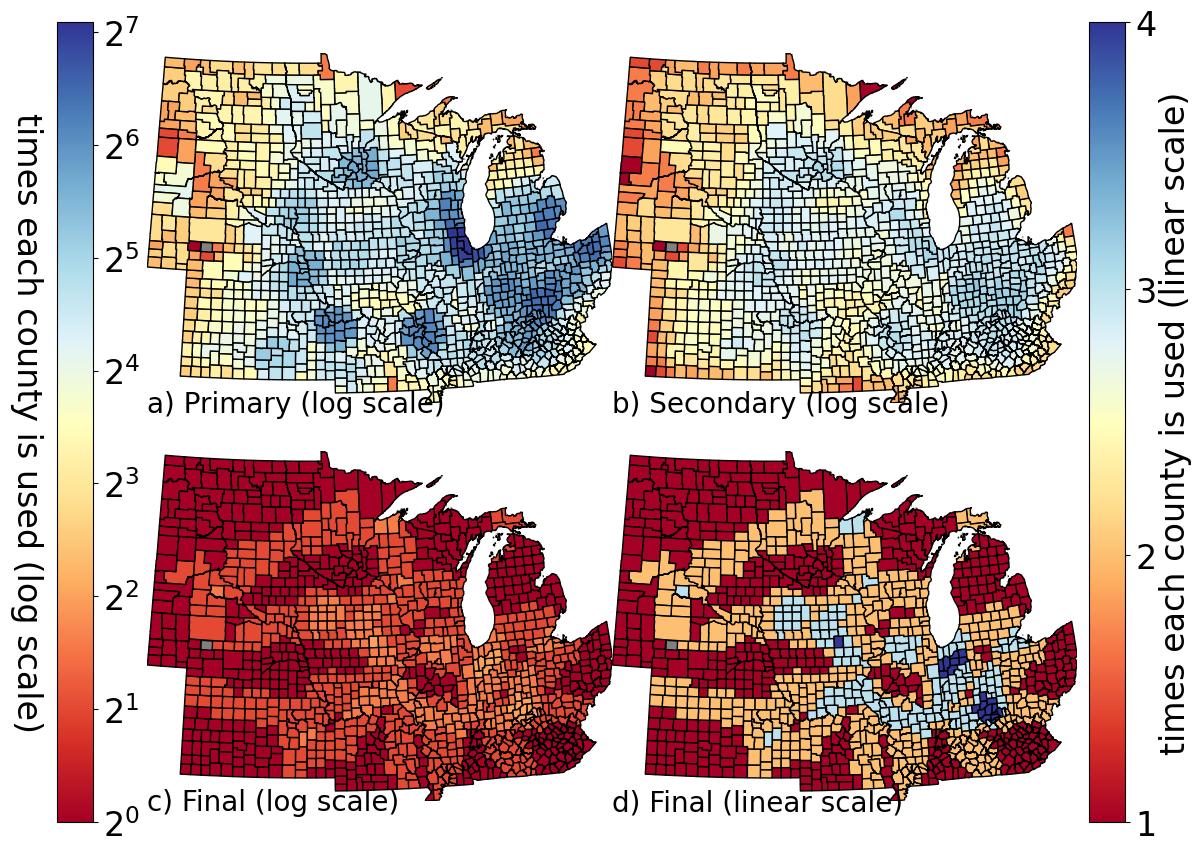 times each county is used (log scale)
2^7
2^6
2^5
2^4
2^3
2^2
2^1
2^0
a) Primary (log scale)
b) Secondary (log scale)
c) Final (log scale)
d) Final (linear scale)
4
3
2
1
times each county is used (linear scale)